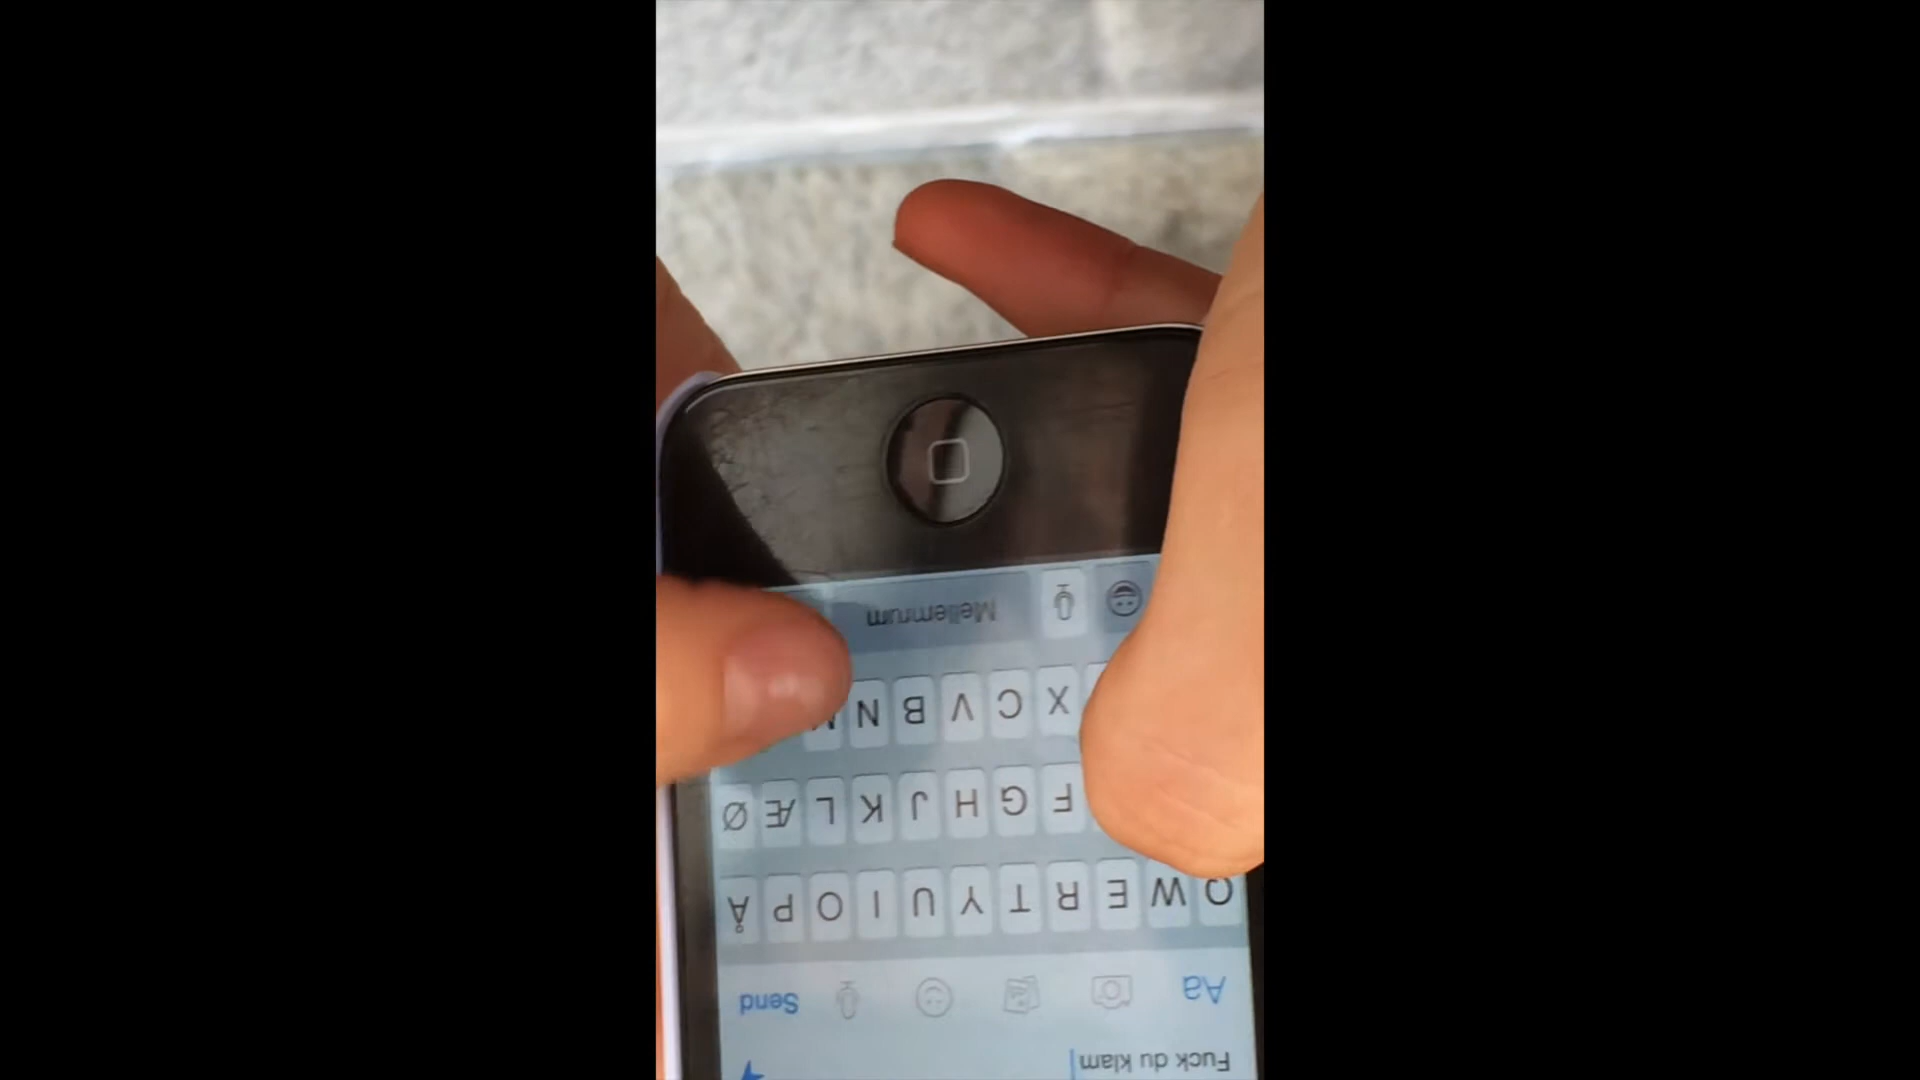 Fuck du klam
Aa Send
Q W E R T Y U I O P Å
F G H J K L Æ Ø
X C V B N M
Mellemrum